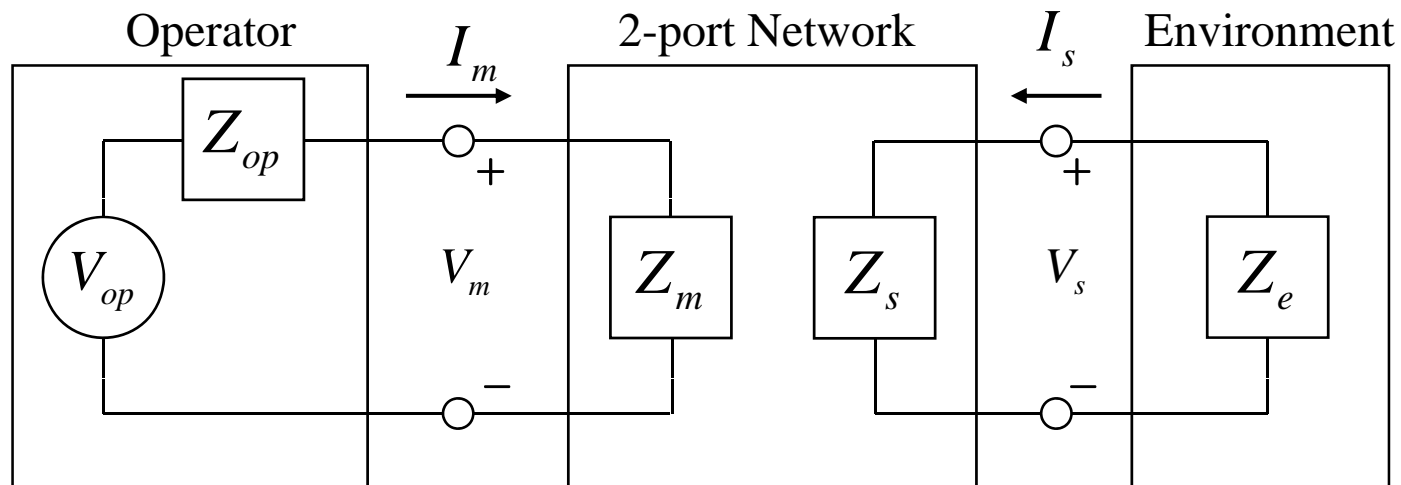 Operator
2-port Network
Environment
I_m
I_s
Z_op
+
+
V_op
V_m
Z_m
Z_s
V_s
Z_e
−
−